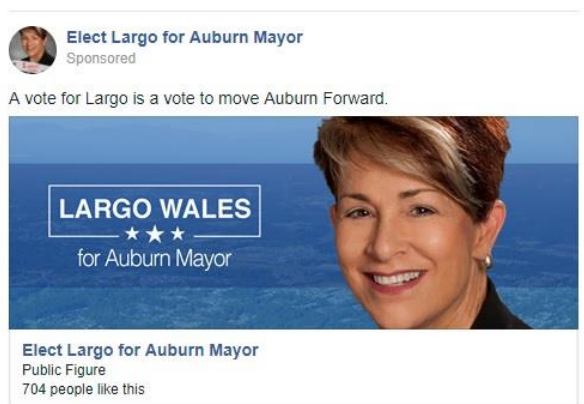 Elect Largo for Auburn Mayor
Sponsored
A vote for Largo is a vote to move Auburn Forward.
LARGO WALES
for Auburn Mayor
Elect Largo for Auburn Mayor
Public Figure
704 people like this